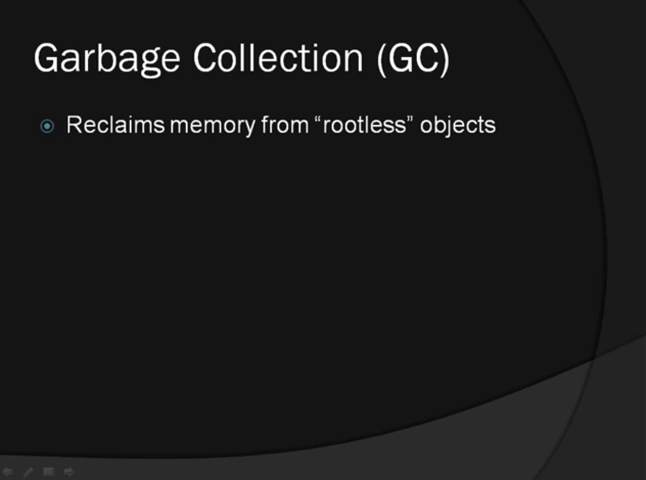 Garbage Collection (GC)
Reclaims memory from “rootless” objects